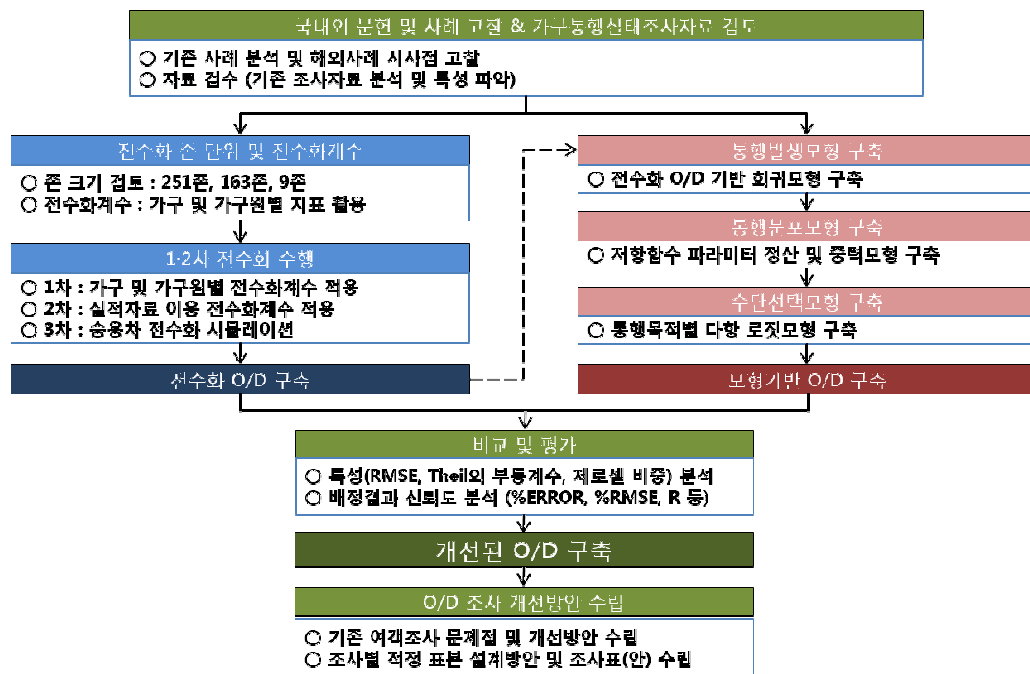 국내외 문헌 및 사례 고찰 & 가구통행실태조사자료 검토
○ 기존 사례 분석 및 해외사례 시사점 고찰
○ 자료 검수 (기존 조사자료 분석 및 특성 파악)
전수화 존 단위 및 전수화계수
○ 존 크기 검토 : 251존, 163존, 9존
○ 전수화계수 : 가구 및 가구원별 지표 활용
1·2차 전수화 수행
○ 1차 : 가구 및 가구원별 전수화계수 적용
○ 2차 : 실적자료 이용 전수화계수 적용
○ 3차 : 승용차 전수화 시뮬레이션
전수화 O/D 구축
통행발생모형 구축
○ 전수화 O/D 기반 회귀모형 구축
통행분포모형 구축
○ 저항함수 파라미터 정산 및 중력모형 구축
수단선택모형 구축
○ 통행목적별 다항 로짓모형 구축
모형기반 O/D 구축
비교 및 평가
○ 특성(RMSE, Theil의 부등계수, 제로셀 비중) 분석
○ 배정결과 신뢰도 분석 (%ERROR, %RMSE, R 등)
개선된 O/D 구축
O/D 조사 개선방안 수립
○ 기존 여객조사 문제점 및 개선방안 수립
○ 조사별 적정 표본 설계방안 및 조사표(안) 수립